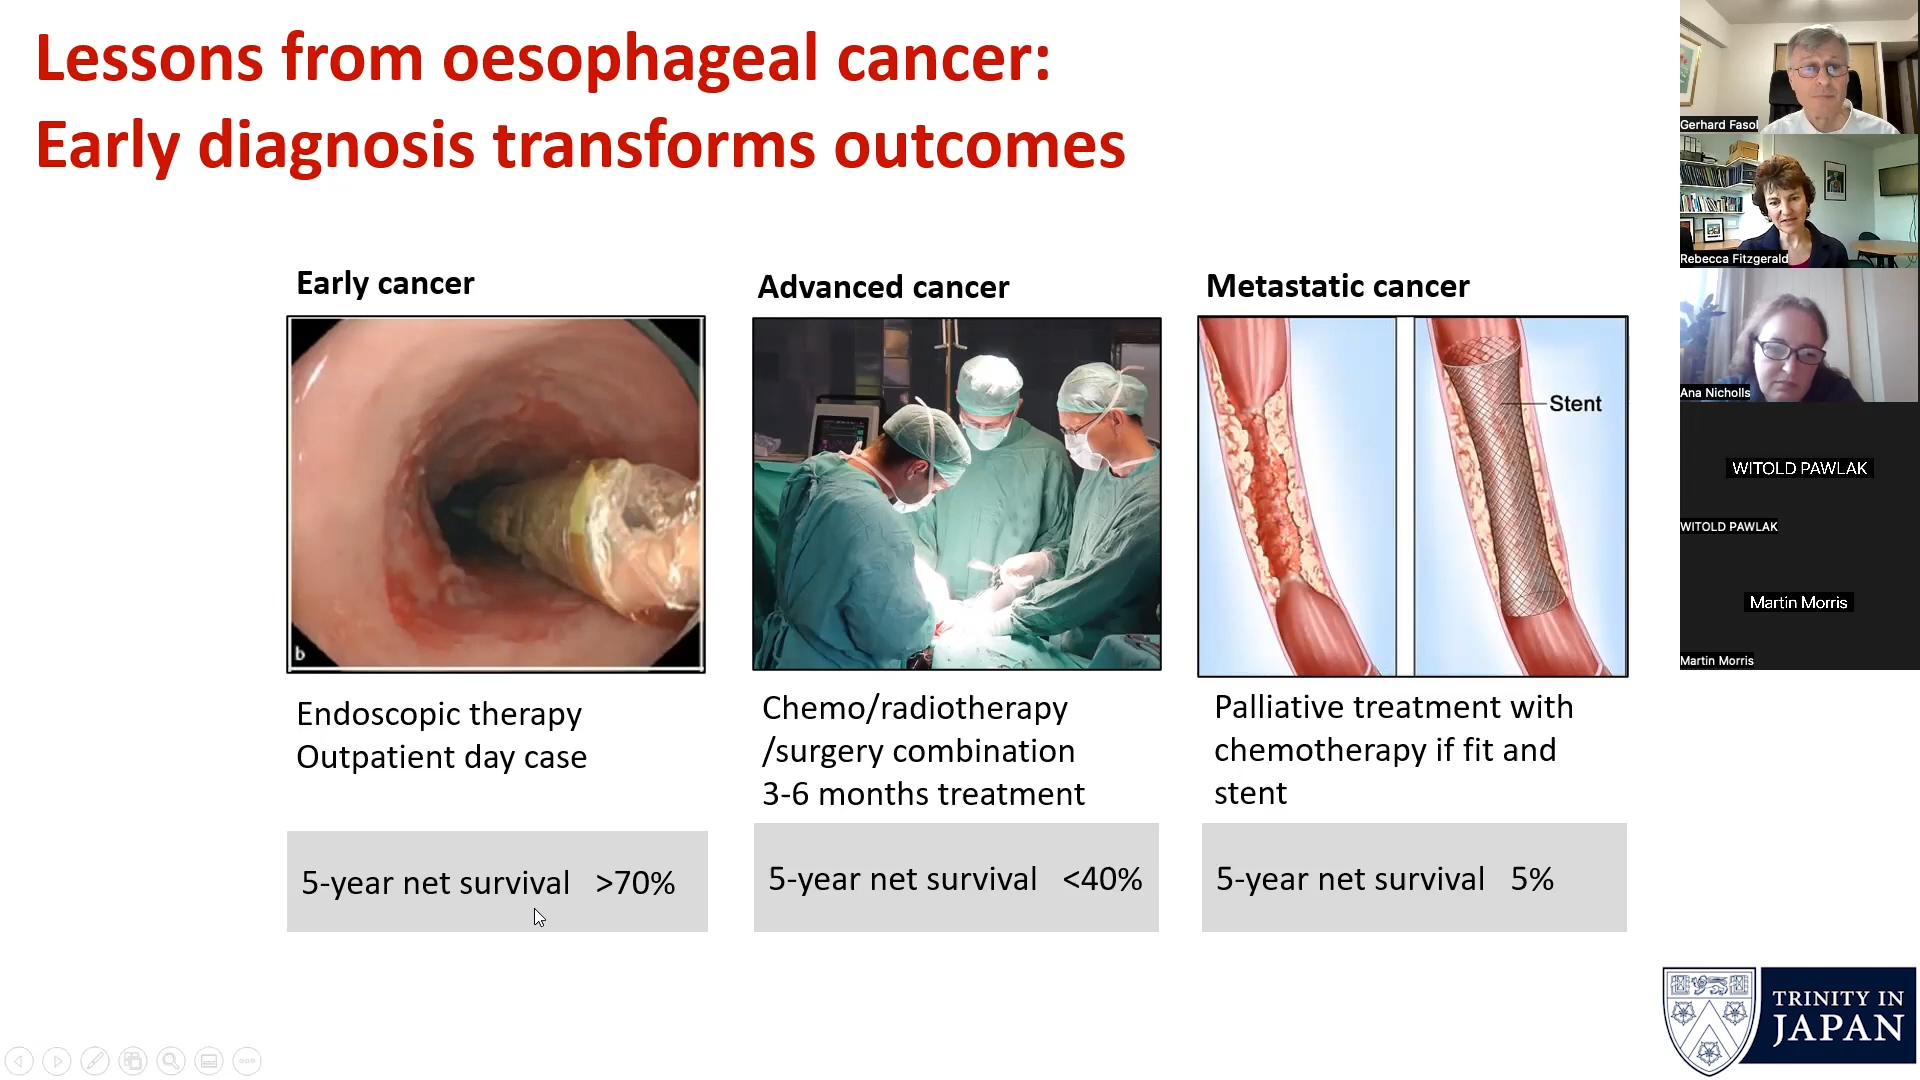 Lessons from oesophageal cancer:
Early diagnosis transforms outcomes
Early cancer
b
Endoscopic therapy
Outpatient day case
5-year net survival >70%
Advanced cancer
Chemo/radiotherapy
/surgery combination
3-6 months treatment
5-year net survival <40%
Metastatic cancer
Stent
Palliative treatment with
chemotherapy if fit and
stent
5-year net survival 5%
Gerhard Fasol
Rebecca Fitzgerald
Ana Nicholls
WITOLD PAWLAK
WITOLD PAWLAK
Martin Morris
Martin Morris
TRINITY IN
JAPAN